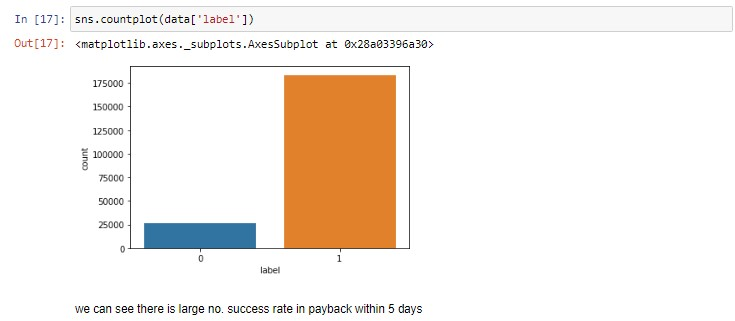 In [17]: sns.countplot(data['label'])
Out[17]: <matplotlib.axes._subplots.AxesSubplot at 0x28a03396a30>
175000
150000
125000
100000
75000
50000
25000
0
count
0 1
label
we can see there is large no. success rate in payback within 5 days